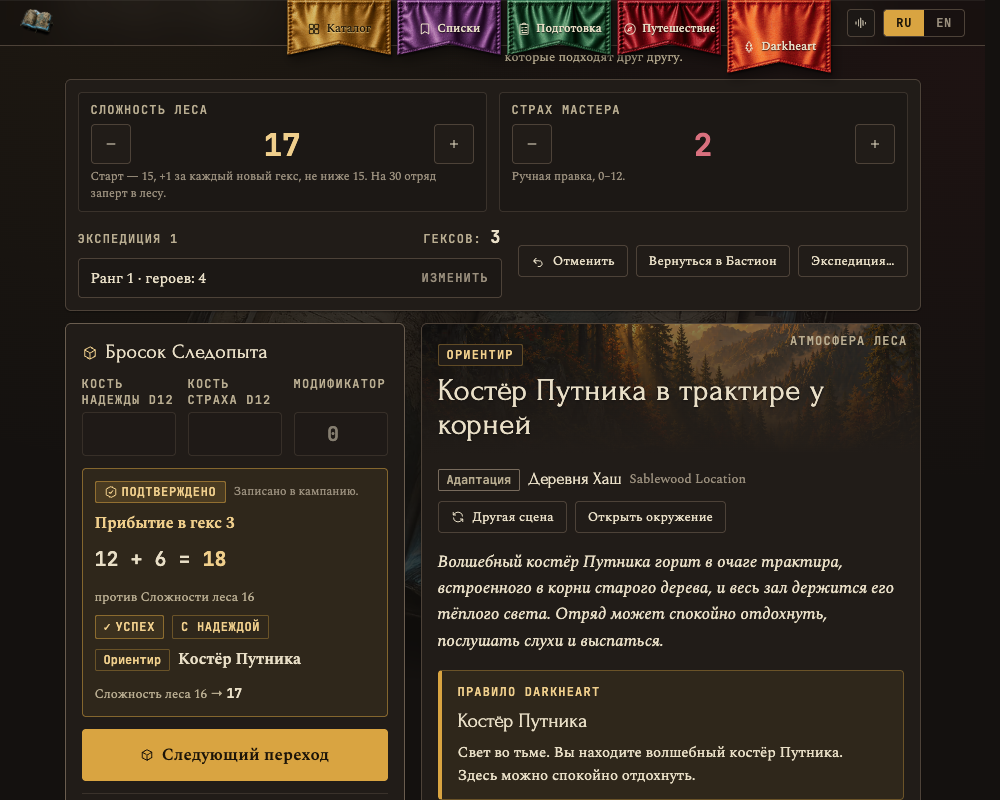 Каталог
Списки
Подготовка
Путешествие
Darkheart
RU
EN
которые подходят друг другу.
СЛОЖНОСТЬ ЛЕСА
−
17
+
Старт — 15, +1 за каждый новый гекс, не ниже 15. На 30 отряд
заперт в лесу.
СТРАХ МАСТЕРА
−
2
+
Ручная правка, 0–12.
ЭКСПЕДИЦИЯ 1
ГЕКСОВ: 3
Ранг 1 · героев: 4
ИЗМЕНИТЬ
Отменить
Вернуться в Бастион
Экспедиция…
Бросок Следопыта
КОСТЬ
НАДЕЖДЫ D12
КОСТЬ
СТРАХА D12
МОДИФИКАТОР
0
ПОДТВЕРЖДЕНО
Записано в кампанию.
Прибытие в гекс 3
12 + 6 = 18
против Сложности леса 16
✓ УСПЕХ
С НАДЕЖДОЙ
Ориентир
Костёр Путника
Сложность леса 16 → 17
Следующий переход
АТМОСФЕРА ЛЕСА
ОРИЕНТИР
Костёр Путника в трактире у
корней
Адаптация
Деревня Хаш
Sablewood Location
Другая сцена
Открыть окружение
Волшебный костёр Путника горит в очаге трактира,
встроенного в корни старого дерева, и весь зал держится его
тёплого света. Отряд может спокойно отдохнуть,
послушать слухи и выспаться.
ПРАВИЛО DARKHEART
Костёр Путника
Свет во тьме. Вы находите волшебный костёр Путника.
Здесь можно спокойно отдохнуть.